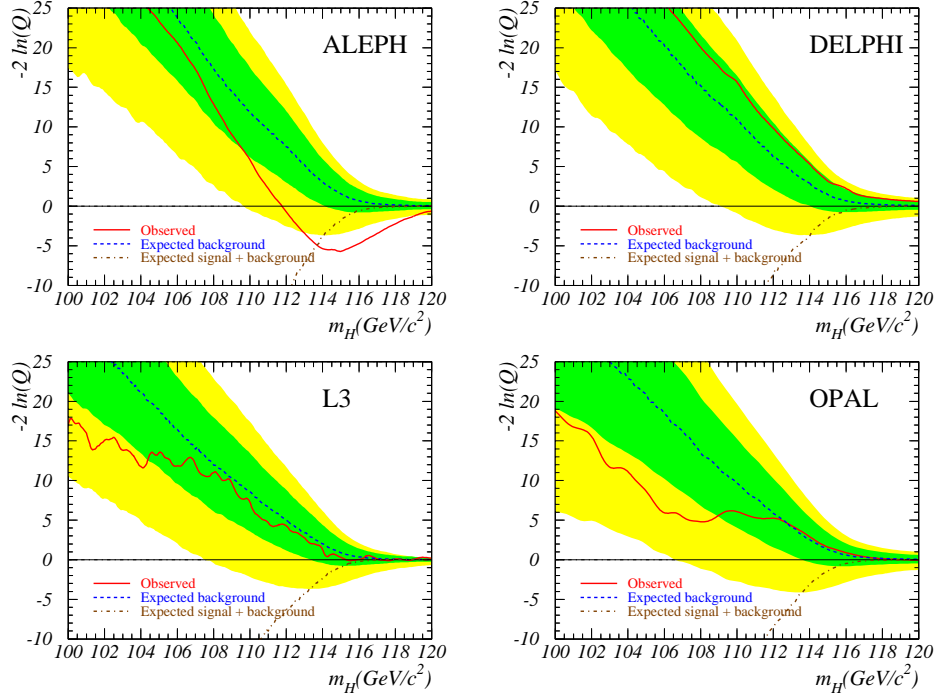 -2 ln(Q)
25
20
15
10
5
0
-5
-10
ALEPH
Observed
Expected background
Expected signal + background
100 102 104 106 108 110 112 114 116 118 120
m_H(GeV/c²)
-2 ln(Q)
25
20
15
10
5
0
-5
-10
DELPHI
Observed
Expected background
Expected signal + background
100 102 104 106 108 110 112 114 116 118 120
m_H(GeV/c²)
-2 ln(Q)
25
20
15
10
5
0
-5
-10
L3
Observed
Expected background
Expected signal + background
100 102 104 106 108 110 112 114 116 118 120
m_H(GeV/c²)
-2 ln(Q)
25
20
15
10
5
0
-5
-10
OPAL
Observed
Expected background
Expected signal + background
100 102 104 106 108 110 112 114 116 118 120
m_H(GeV/c²)